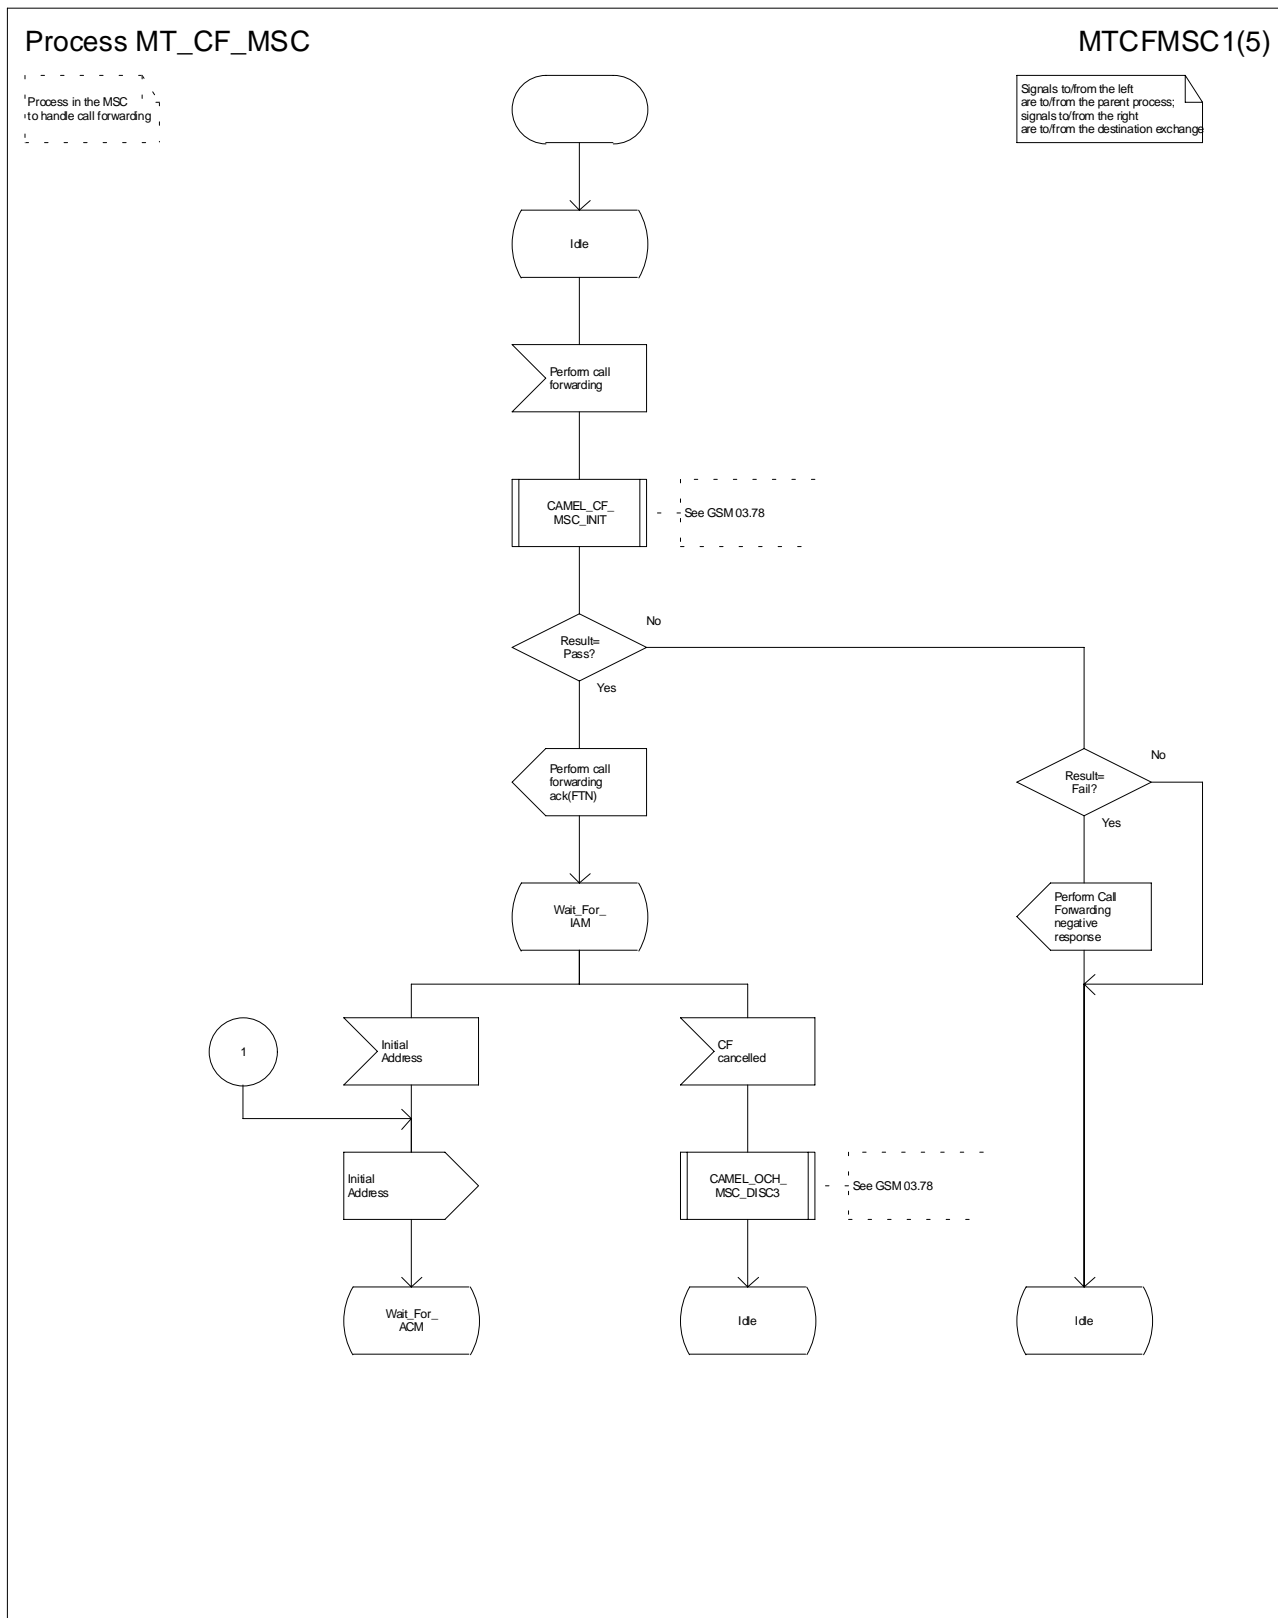 Process MT_CF_MSC
MTCFMSC1(5)
Process in the MSC
to handle call forwarding
Signals to/from the left
are to/from the parent process;
signals to/from the right
are to/from the destination exchange
Idle
Perform call
forwarding
CAMEL_CF_
MSC_INIT
See GSM 03.78
Result=
Pass?
No
Yes
Perform call
forwarding
ack(FTN)
Result=
Fail?
No
Yes
Wait_For_
IAM
Perform Call
Forwarding
negative
response
1
Initial
Address
CF
cancelled
Initial
Address
CAMEL_OCH_
MSC_DISC3
See GSM 03.78
Wait_For_
ACM
Idle
Idle